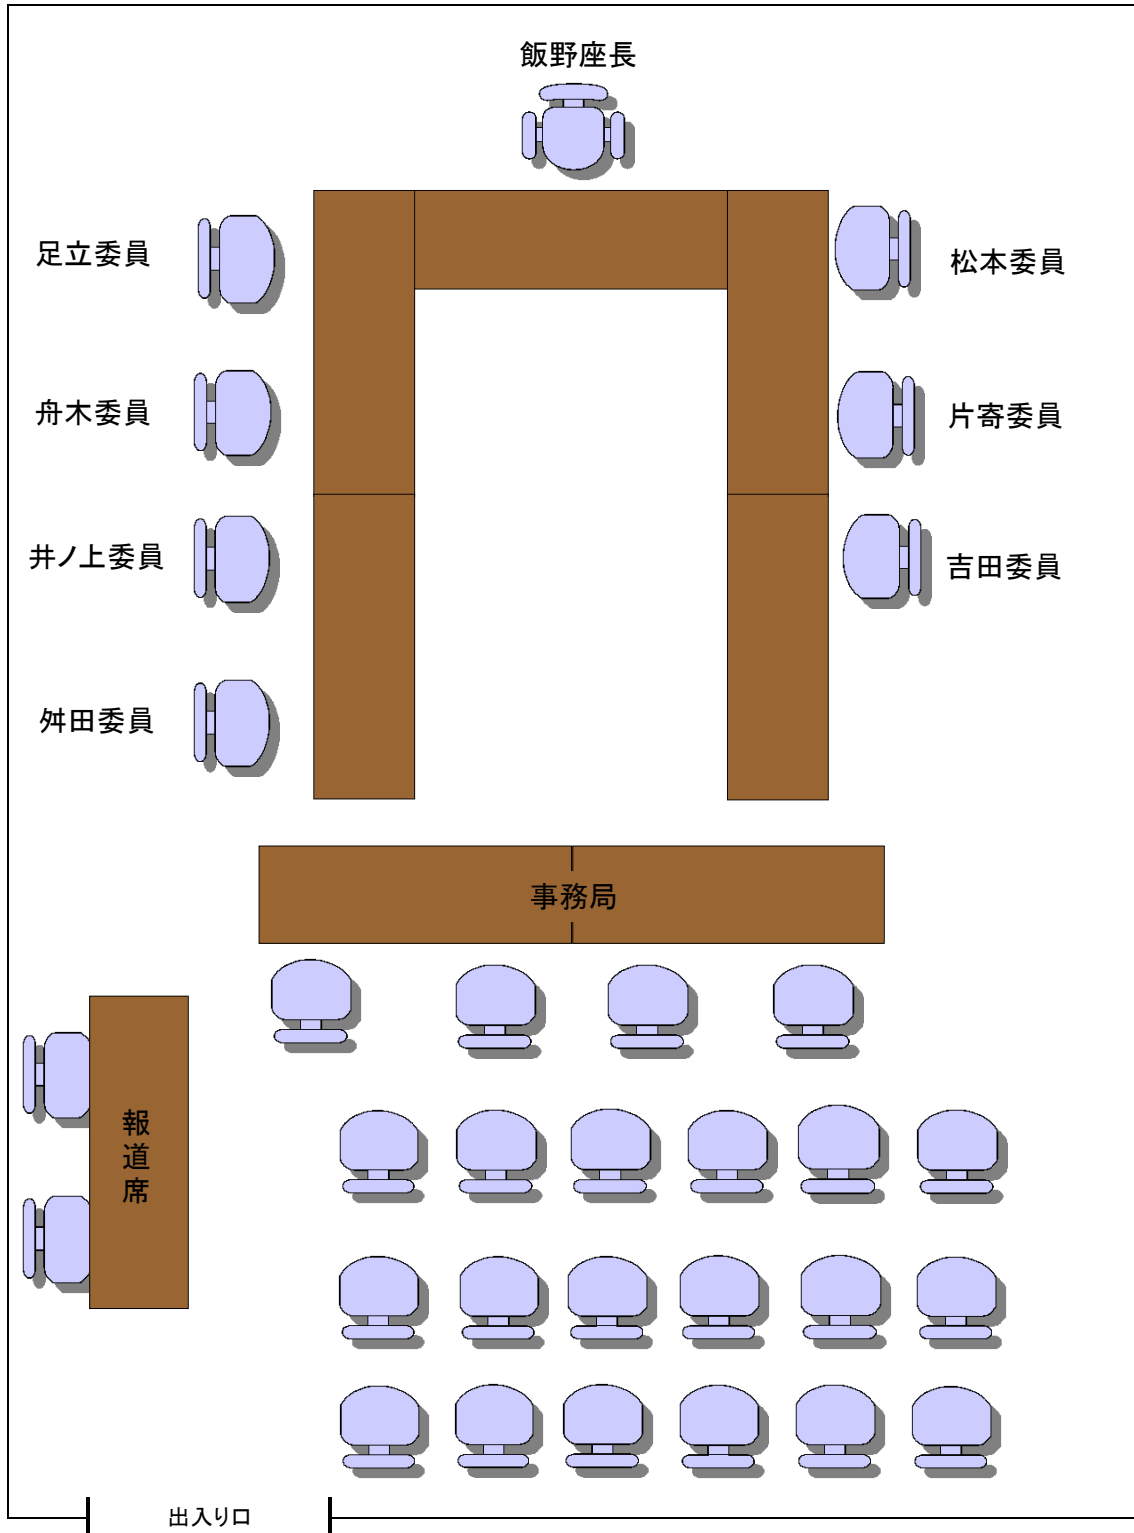 飯野座長
足立委員
松本委員
舟木委員
片寄委員
井ノ上委員
吉田委員
舛田委員
事務局
報道席
出入り口